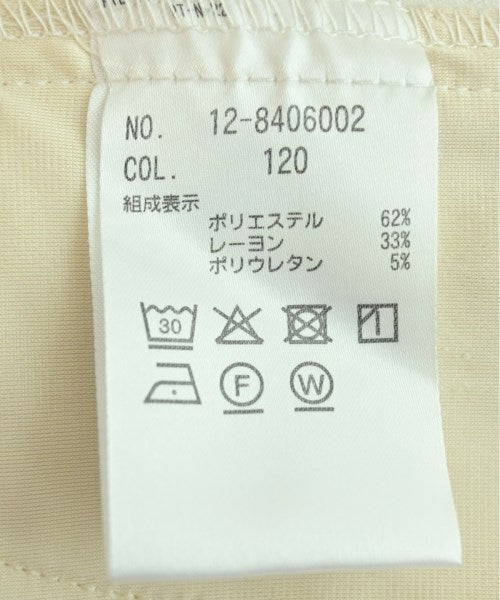 NO. 12-8406002
COL. 120
組成表示
ポリエステル 62%
レーヨン 33%
ポリウレタン 5%
30
F W